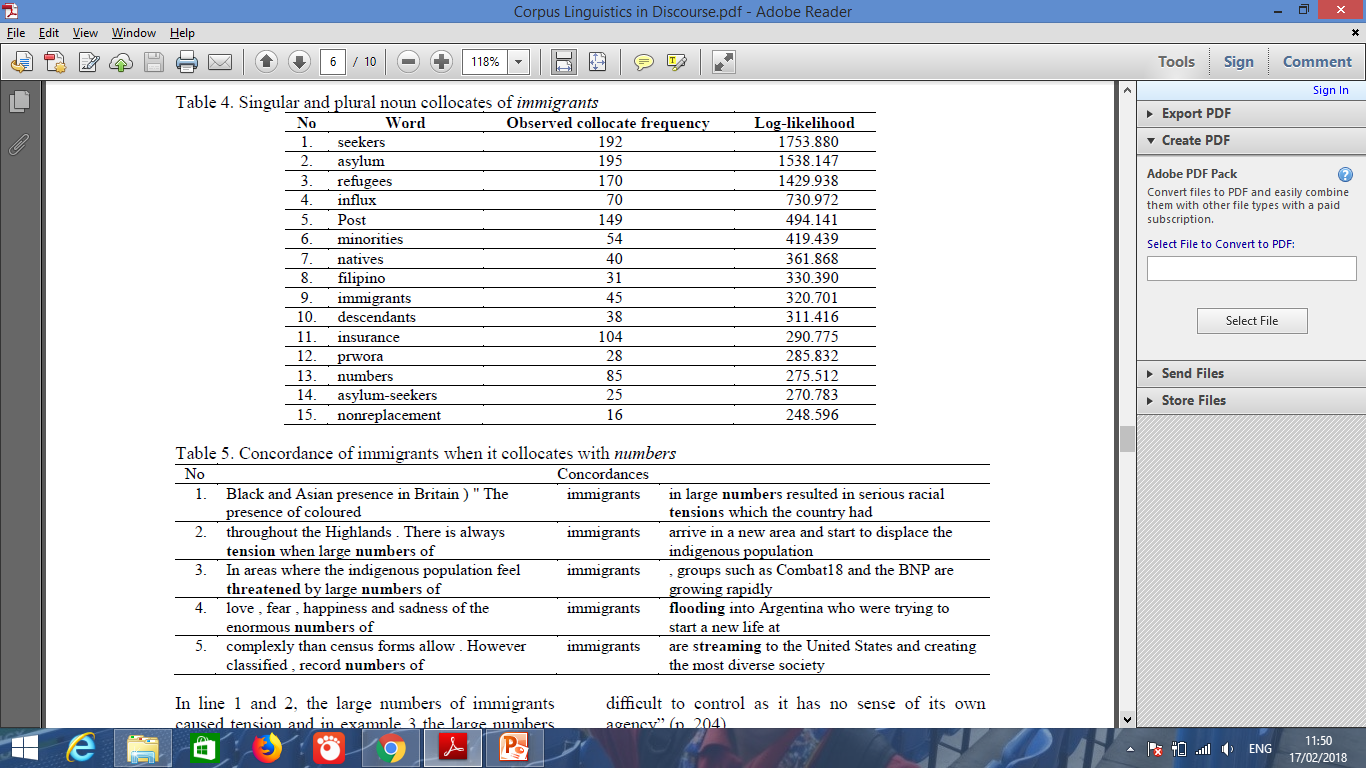 Corpus Linguistics in Discourse.pdf - Adobe Reader
File Edit View Window Help
6 / 10 118% Tools Sign Comment
Sign In
Export PDF
Create PDF
Adobe PDF Pack
Convert files to PDF and easily combine
them with other file types with a paid
subscription.
Select File to Convert to PDF:
Select File
Send Files
Store Files
Table 4. Singular and plural noun collocates of immigrants
No Word Observed collocate frequency Log-likelihood
1. seekers 192 1753.880
2. asylum 195 1538.147
3. refugees 170 1429.938
4. influx 70 730.972
5. Post 149 494.141
6. minorities 54 419.439
7. natives 40 361.868
8. filipino 31 330.390
9. immigrants 45 320.701
10. descendants 38 311.416
11. insurance 104 290.775
12. prwora 28 285.832
13. numbers 85 275.512
14. asylum-seekers 25 270.783
15. nonreplacement 16 248.596
Table 5. Concordance of immigrants when it collocates with numbers
No Concordances
1. Black and Asian presence in Britain ) " The immigrants in large numbers resulted in serious racial
presence of coloured tensions which the country had
2. throughout the Highlands . There is always immigrants arrive in a new area and start to displace the
tension when large numbers of indigenous population
3. In areas where the indigenous population feel immigrants , groups such as Combat18 and the BNP are
threatened by large numbers of growing rapidly
4. love , fear , happiness and sadness of the immigrants flooding into Argentina who were trying to
enormous numbers of start a new life at
5. complexly than census forms allow . However immigrants are streaming to the United States and creating
classified , record numbers of the most diverse society
In line 1 and 2, the large numbers of immigrants
caused tension and in example 3 the large numbers
difficult to control as it has no sense of its own
agency” (p. 204)
ENG 11:50
17/02/2018